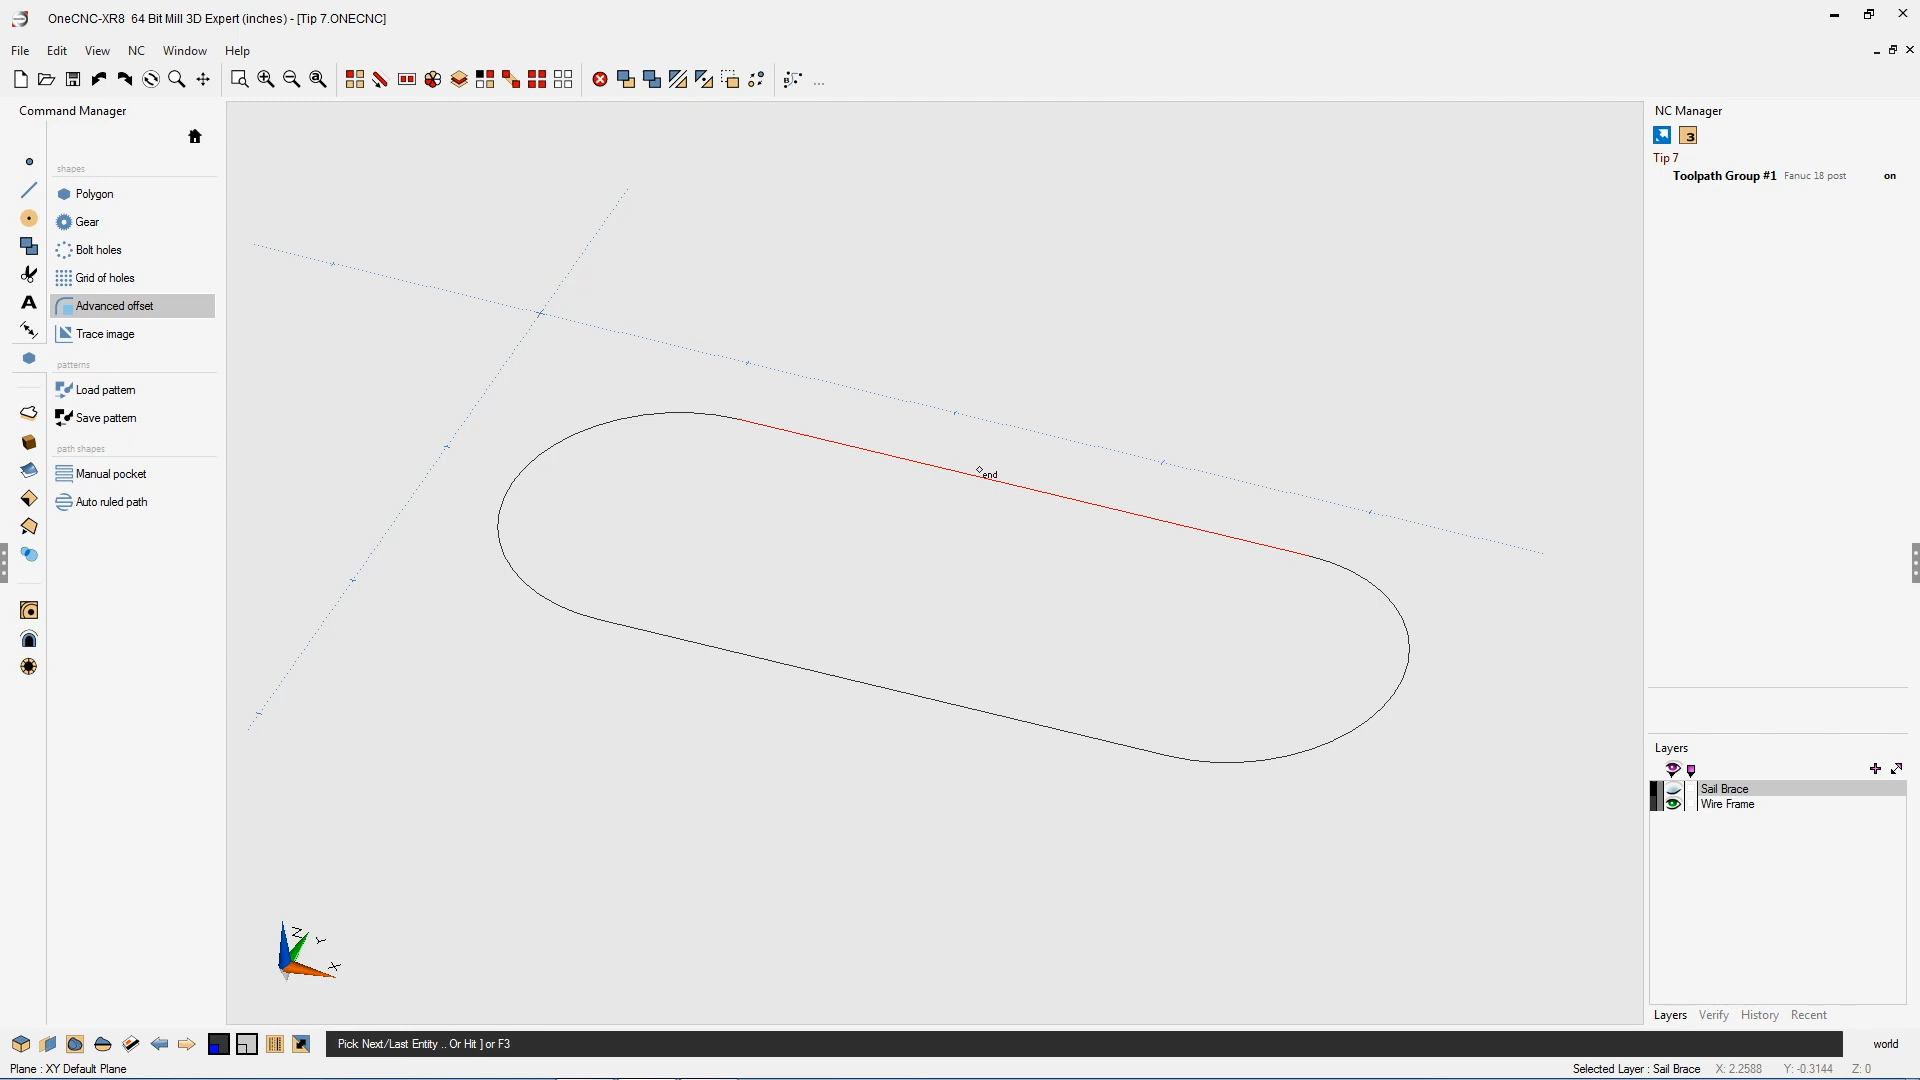 OneCNC-XR8 64 Bit Mill 3D Expert (inches) - [Tip 7.ONECNC]
File Edit View NC Window Help
Command Manager
shapes
Polygon
Gear
Bolt holes
Grid of holes
Advanced offset
Trace image
patterns
Load pattern
Save pattern
path shapes
Manual pocket
Auto ruled path
end
Z Y
X
NC Manager
3
Tip 7
Toolpath Group #1 Fanuc 18 post on
Layers
Sail Brace
Wire Frame
Layers Verify History Recent
Pick Next/Last Entity .. Or Hit ] or F3
world
Plane : XY Default Plane
Selected Layer : Sail Brace X: 2.2588 Y: -0.3144 Z: 0